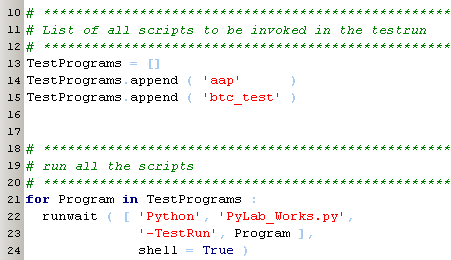 10 # **************************************************
11 # List of all scripts to be invoked in the testrun
12 # **************************************************
13 TestPrograms = []
14 TestPrograms.append ( 'aap'      )
15 TestPrograms.append ( 'btc_test' )
16
17
18 # **************************************************
19 # run all the scripts
20 # **************************************************
21 for Program in TestPrograms :
22   runwait ( [ 'Python', 'PyLab_Works.py',
23               '-TestRun', Program ],
24               shell = True )